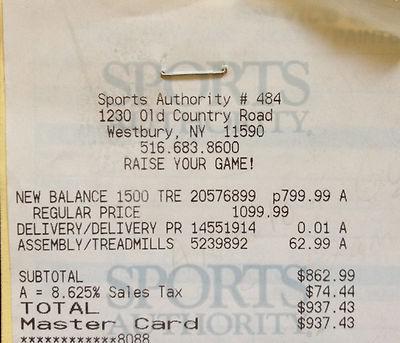 Sports Authority # 484
1230 Old Country Road
Westbury, NY 11590
516.683.8600
RAISE YOUR GAME!
NEW BALANCE 1500 TRE 20576899 p799.99 A
REGULAR PRICE 1099.99
DELIVERY/DELIVERY PR 14551914 0.01 A
ASSEMBLY/TREADMILLS 5239892 62.99 A
SUBTOTAL $862.99
A = 8.625% Sales Tax $74.44
TOTAL $937.43
Master Card $937.43
************8088
SPORTS
AUTHORITY.
SPORTS
AUTHORITY